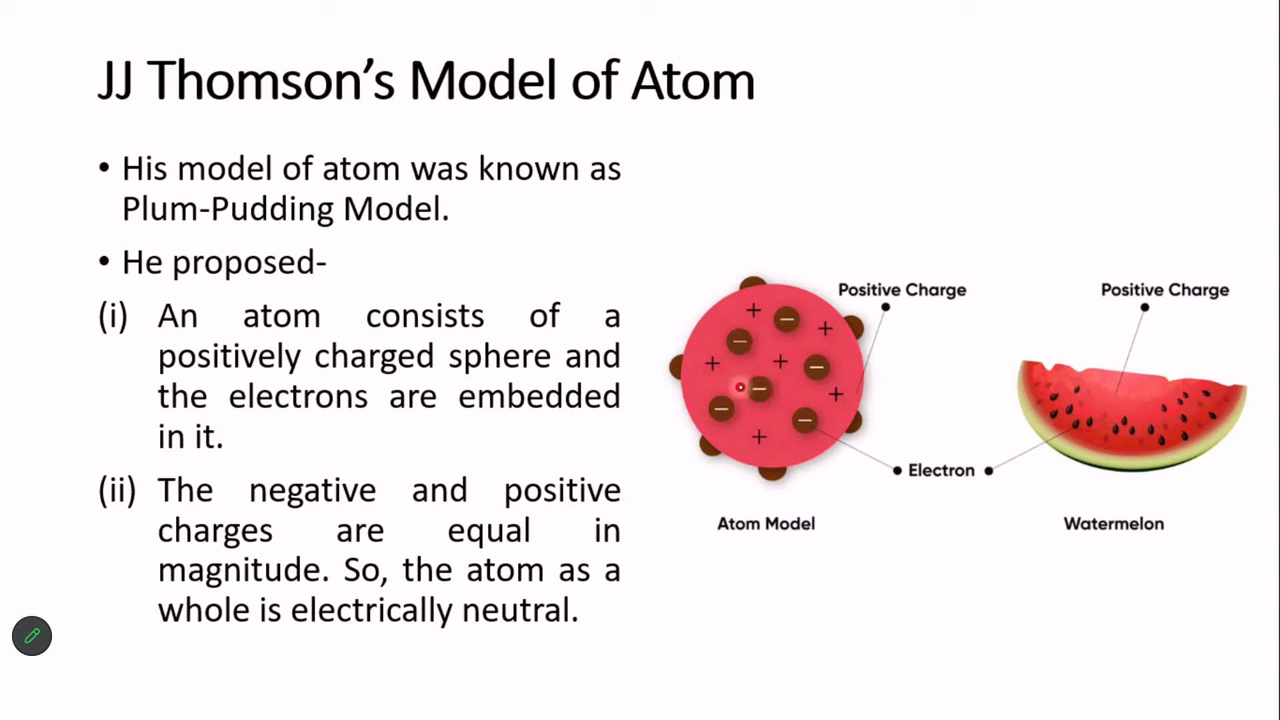 JJ Thomson’s Model of Atom
• His model of atom was known as
Plum-Pudding Model.
• He proposed-
(i) An atom consists of a
positively charged sphere and
the electrons are embedded
in it.
(ii) The negative and positive
charges are equal in
magnitude. So, the atom as a
whole is electrically neutral.
Positive Charge
+ − +
− + + −
− − +
− +
Electron
Atom Model
Positive Charge
Watermelon